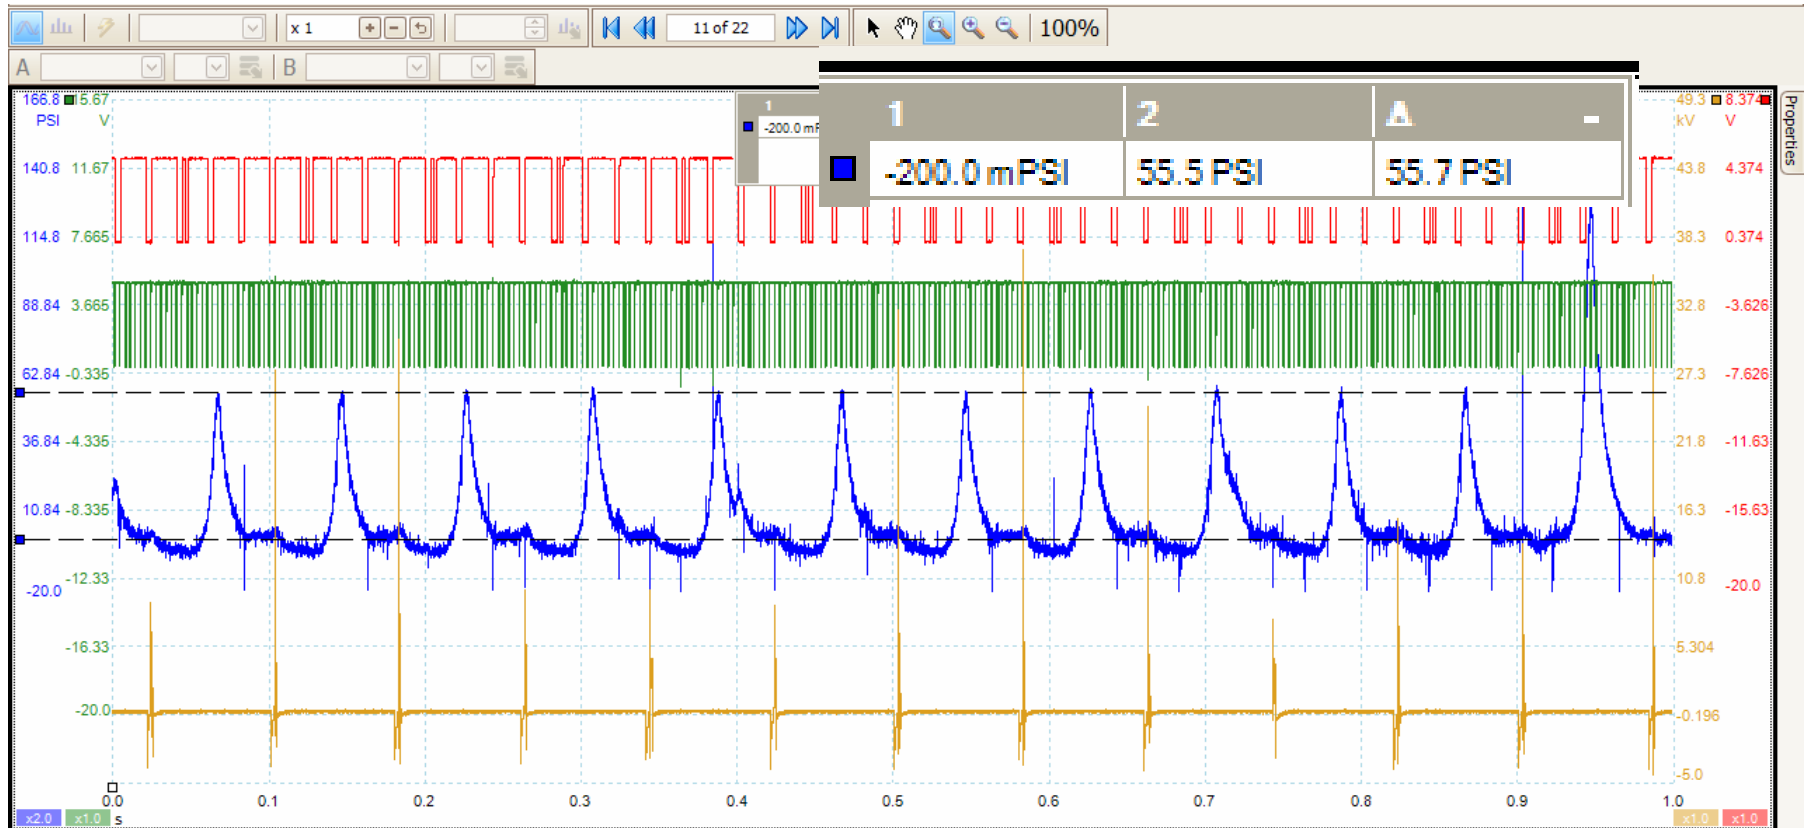 x 1
11 of 22
100%
A
B
1 2 Δ
-200.0 mPSI 55.5 PSI 55.7 PSI
1
-200.0 mP
Properties
166.8 15.67 49.3 8.374
PSI V kV V
140.8 11.67 43.8 4.374
114.8 7.665 38.3 0.374
88.84 3.665 32.8 -3.626
62.84 -0.335 27.3 -7.626
36.84 -4.335 21.8 -11.63
10.84 -8.335 16.3 -15.63
-20.0 -12.33 10.8 -20.0
-16.33 5.304
-20.0 -0.196
-5.0
0.0 0.1 0.2 0.3 0.4 0.5 0.6 0.7 0.8 0.9 1.0
x2.0 x1.0 s x1.0 x1.0